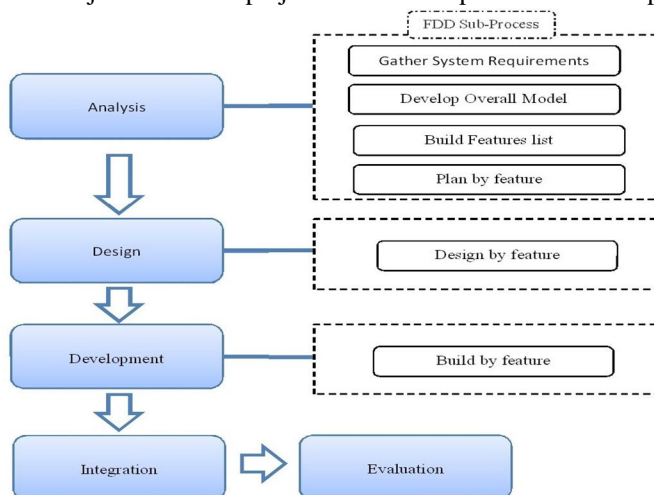 FDD Sub-Process
Gather System Requirements
Analysis
Develop Overall Model
Build Features list
Plan by feature
Design
Design by feature
Development
Build by feature
Integration
Evaluation